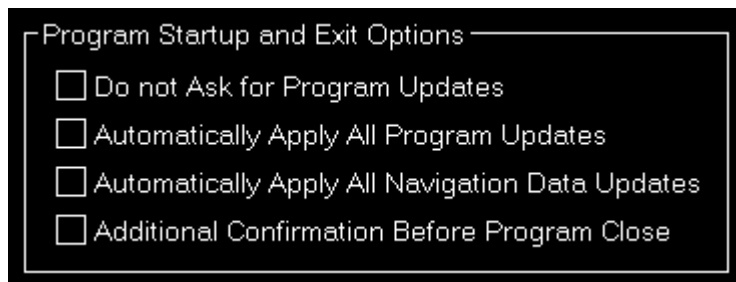 Program Startup and Exit Options
Do not Ask for Program Updates
Automatically Apply All Program Updates
Automatically Apply All Navigation Data Updates
Additional Confirmation Before Program Close